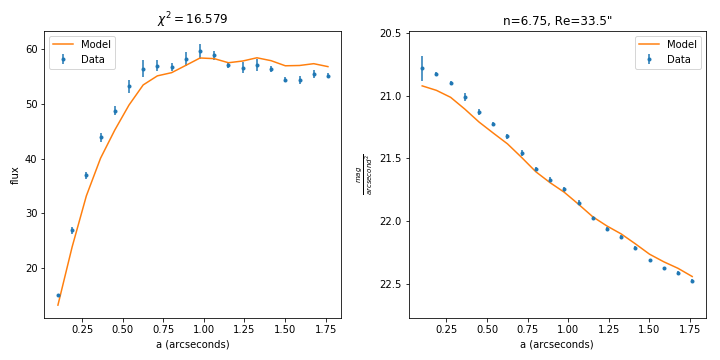 χ² = 16.579
Model
Data
60
50
40
30
20
flux
0.25 0.50 0.75 1.00 1.25 1.50 1.75
a (arcseconds)
n=6.75, Re=33.5"
Model
Data
20.5
21.0
21.5
22.0
22.5
mag
arcsecond²
0.25 0.50 0.75 1.00 1.25 1.50 1.75
a (arcseconds)